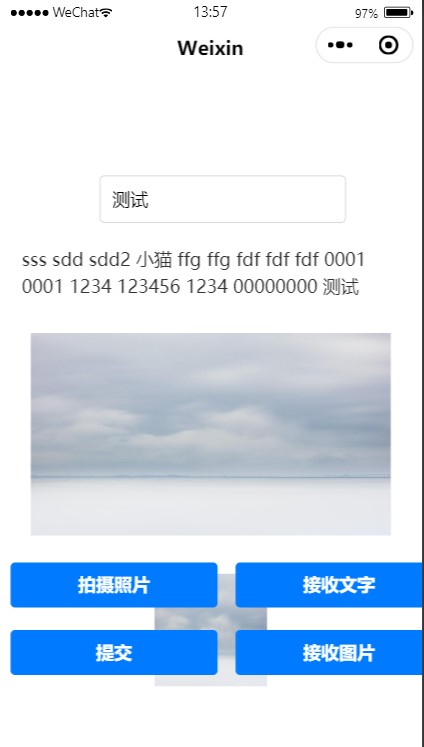 WeChat 13:57 97%
Weixin
测试
sss sdd sdd2 小猫 ffg ffg fdf fdf fdf 0001
0001 1234 123456 1234 00000000 测试
拍摄照片 接收文字
提交 接收图片